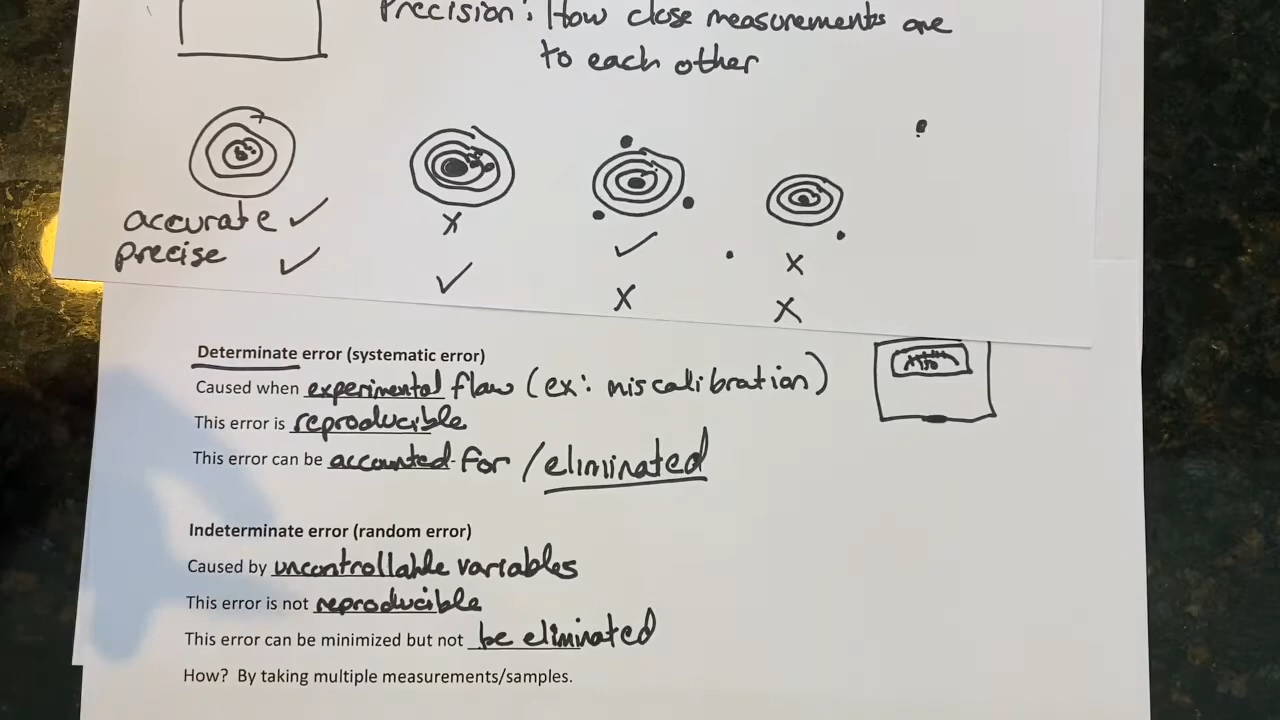 Precision: How close measurements are
to each other
accurate ✓ X ✓ X
precise ✓ ✓ X X
Determinate error (systematic error)
Caused when experimental flaw (ex: miscalibration)
This error is reproducible
This error can be accounted for / eliminated
Indeterminate error (random error)
Caused by uncontrollable variables
This error is not reproducible
This error can be minimized but not be eliminated
How? By taking multiple measurements/samples.